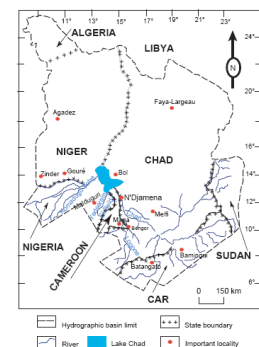 10° 11° 13° 15° 17° 19° 21° 23°
ALGERIA
LIBYA
N
22°
20°
18°
16°
14°
12°
10°
8°
6°
Faya-Largeau
Agadez
NIGER
CHAD
Zinder
Gouré
Bol
N'Djamena
Maiduguri
Melfi
Bongor
NIGERIA
CAMEROON
Batangafo
Bamingui
SUDAN
CAR
0 150 km
Hydrographic basin limit
State boundary
River
Lake Chad
Important locality